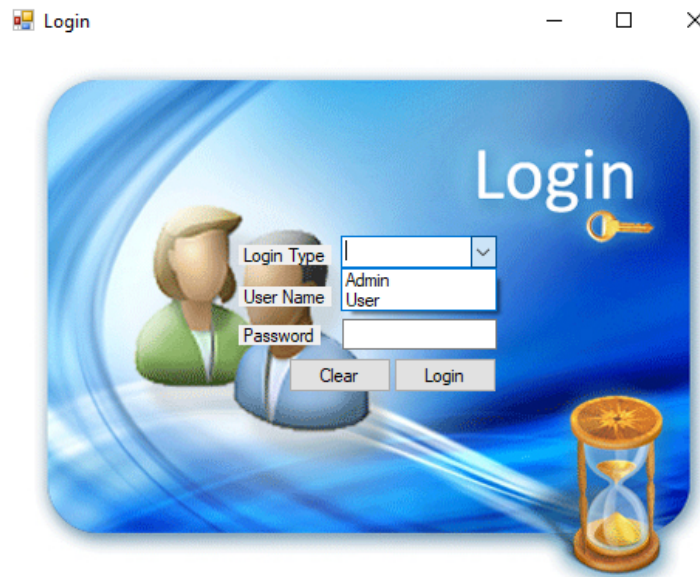 Login
Login
Login Type
Admin
User Name
User
Password
Clear Login